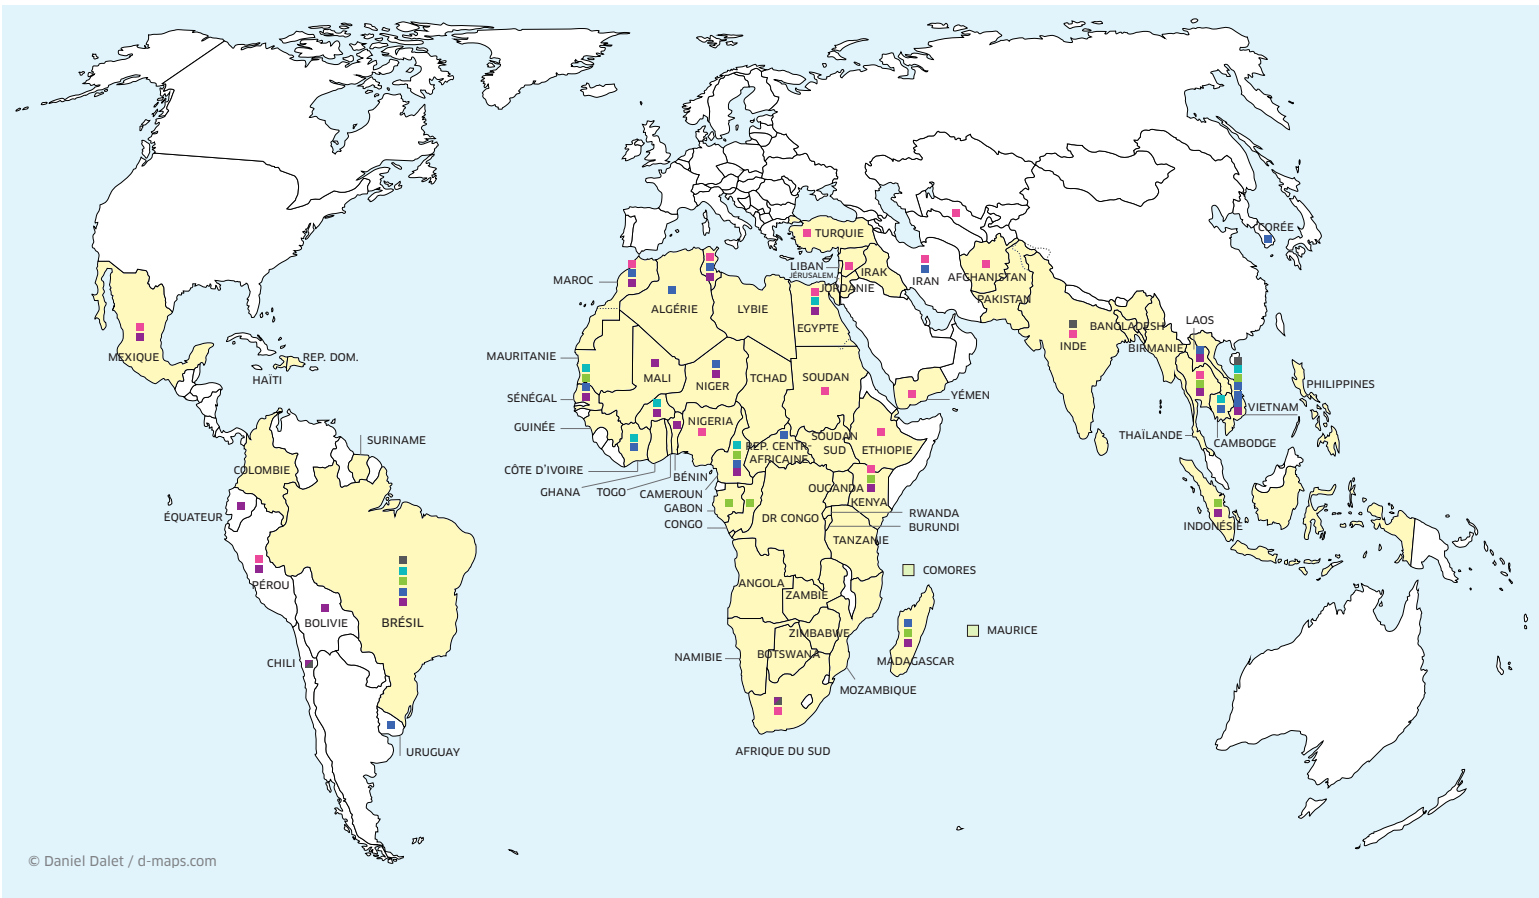 CORÉE
TURQUIE
LIBAN
JÉRUSALEM
IRAK
IRAN
AFGHANISTAN
MAROC
JORDANIE
PAKISTAN
ALGÉRIE
LYBIE
EGYPTE
BANGLADESH
LAOS
INDE
BIRMANIE
MEXIQUE
REP. DOM.
HAÏTI
MAURITANIE
MALI
NIGER
TCHAD
SOUDAN
PHILIPPINES
SÉNÉGAL
YÉMEN
VIETNAM
GUINÉE
NIGERIA
SOUDAN
SUD
THAÏLANDE
CAMBODGE
SURINAME
REP. CENTR-
AFRICAINE
ETHIOPIE
COLOMBIE
CÔTE D'IVOIRE
BÉNIN
GHANA
TOGO
CAMEROUN
OUGANDA
KENYA
GABON
ÉQUATEUR
CONGO
DR CONGO
RWANDA
BURUNDI
INDONÉSIE
TANZANIE
COMORES
PÉROU
ANGOLA
ZAMBIE
BOLIVIE
BRÉSIL
ZIMBABWE
MAURICE
CHILI
NAMIBIE
BOTSWANA
MADAGASCAR
MOZAMBIQUE
URUGUAY
AFRIQUE DU SUD
© Daniel Dalet / d-maps.com